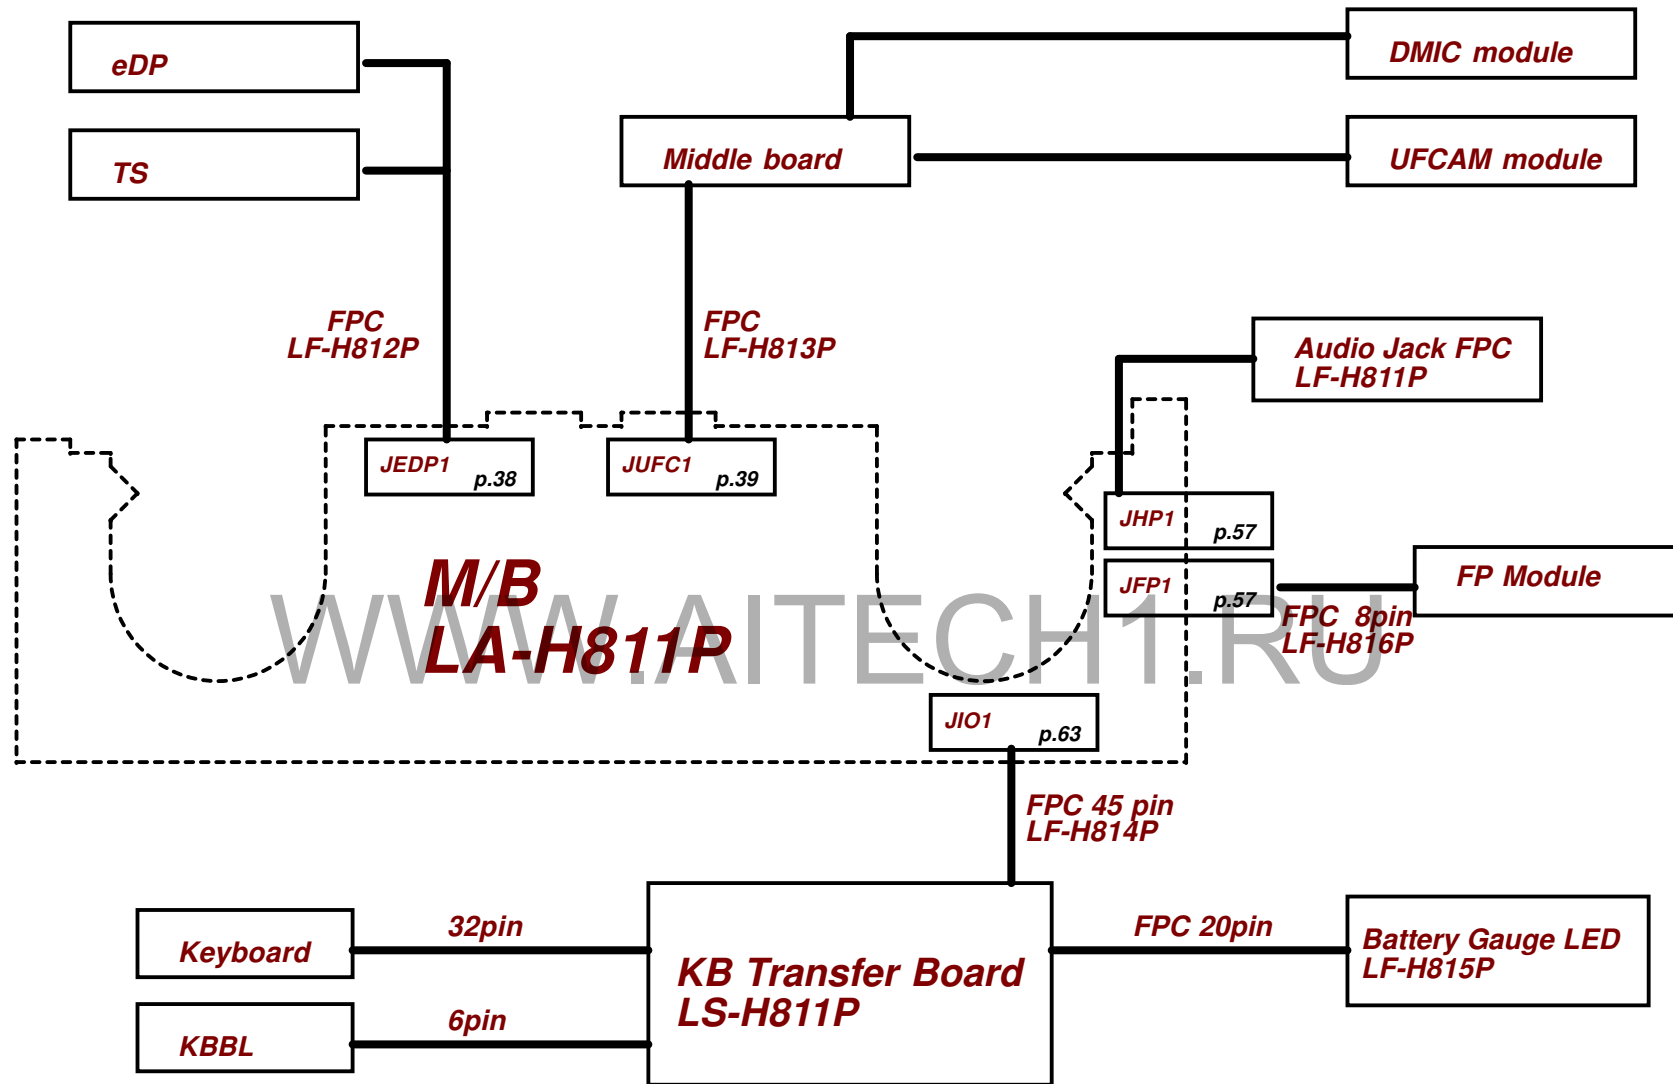 eDP
DMIC module
TS
Middle board
UFCAM module
FPC
LF-H812P
FPC
LF-H813P
Audio Jack FPC
LF-H811P
JEDP1
p.38
JUFC1
p.39
JHP1
p.57
M/B
LA-H811P
JFP1
p.57
FP Module
FPC 8pin
LF-H816P
WWW.AITECH1.RU
JIO1
p.63
FPC 45 pin
LF-H814P
Keyboard
32pin
KB Transfer Board
LS-H811P
FPC 20pin
Battery Gauge LED
LF-H815P
KBBL
6pin